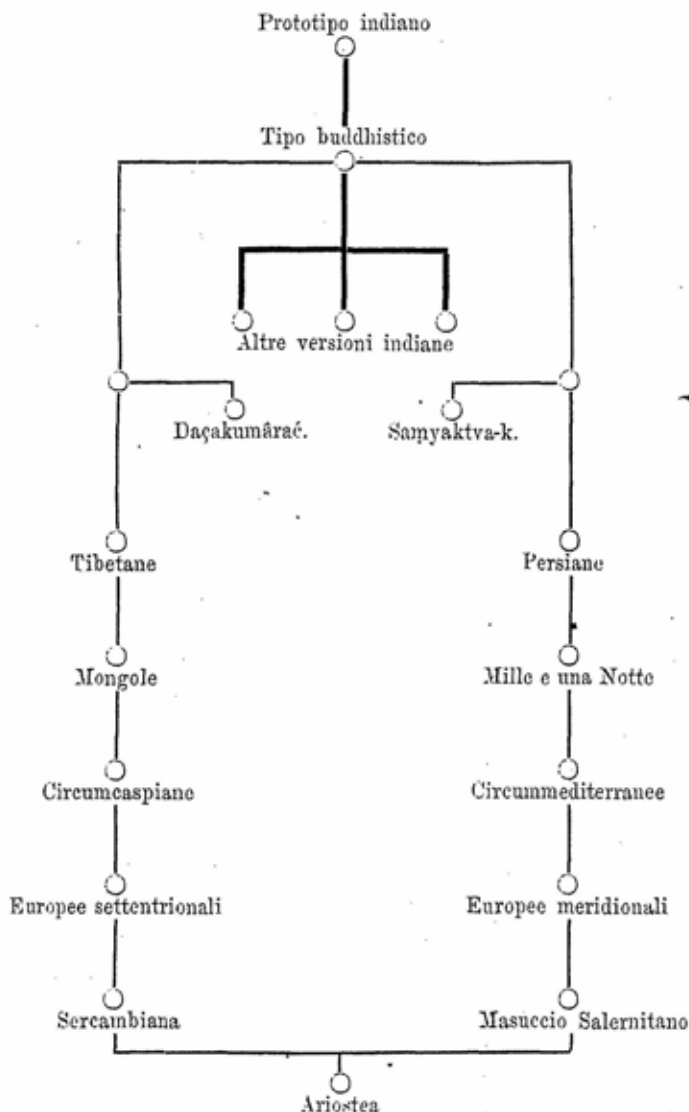 Prototipo indiano
Tipo buddhistico
Altre versioni indiane
Daçakumârać.
Samyaktva-k.
Tibetane
Persiane
Mongole
Mille e una Notte
Circumcaspiane
Circummediterranee
Europee settentrionali
Europee meridionali
Sercambiana
Masuccio Salernitano
Ariostea